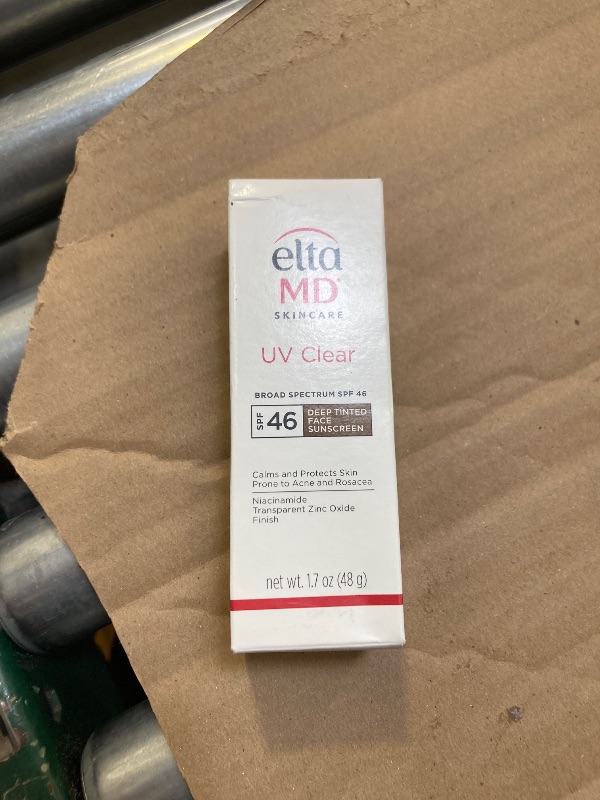 elta
MD
SKINCARE
UV Clear
BROAD SPECTRUM SPF 46
SPF 46 DEEP TINTED
FACE
SUNSCREEN
Calms and Protects Skin
Prone to Acne and Rosacea
Niacinamide
Transparent Zinc Oxide
Finish
net wt. 1.7 oz (48 g)